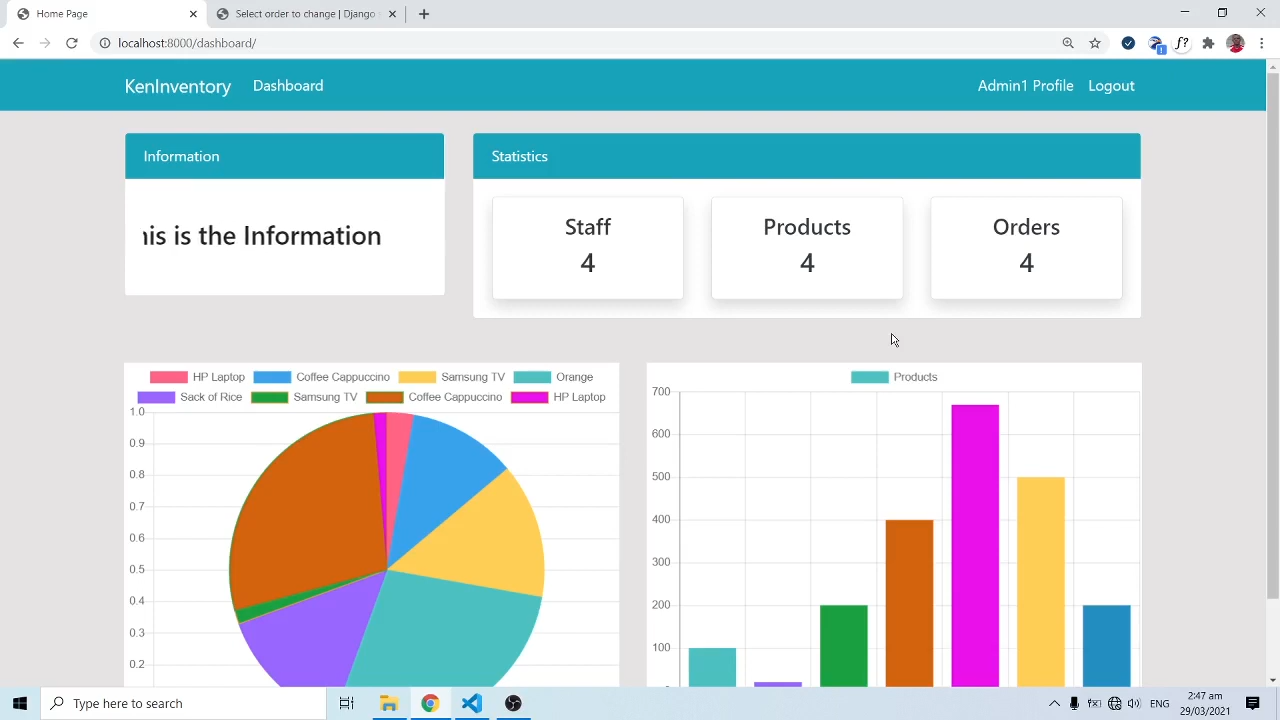 Home Page
Select order to change | Django
localhost:8000/dashboard/
KenInventory
Dashboard
Admin1 Profile
Logout
Information
his is the Information
Statistics
Staff
4
Products
4
Orders
4
HP Laptop
Coffee Cappuccino
Samsung TV
Orange
Sack of Rice
Samsung TV
Coffee Cappuccino
HP Laptop
1.0
0.9
0.8
0.7
0.6
0.5
0.4
0.3
0.2
Products
700
600
500
400
300
200
100
Type here to search
ENG
2:47 am
29/03/2021